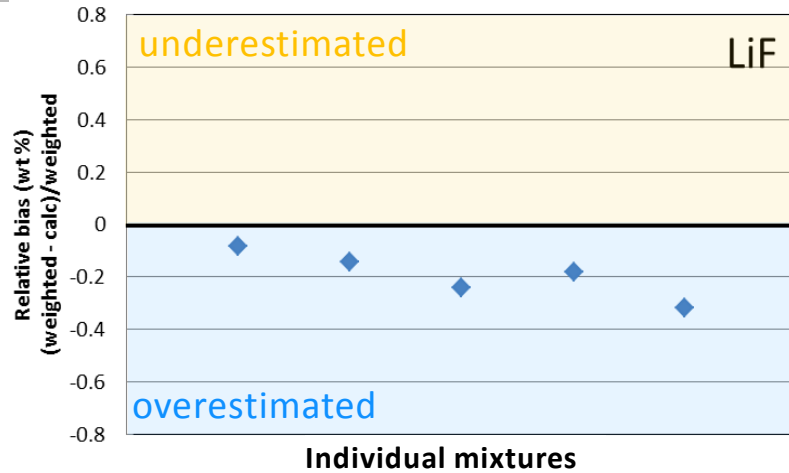 0.8
underestimated
LiF
0.6
0.4
0.2
0
-0.2
-0.4
-0.6
overestimated
-0.8
Relative bias (wt %)
(weighted - calc)/weighted
Individual mixtures